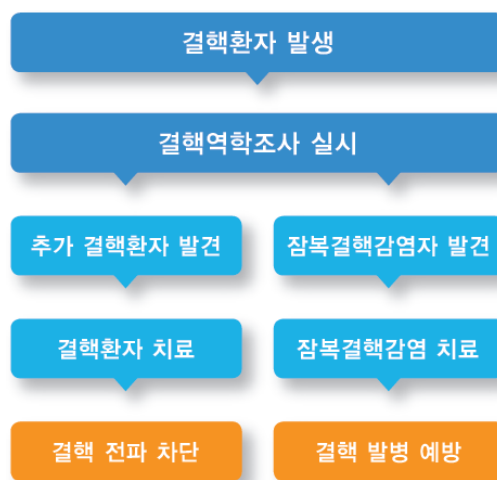 결핵환자 발생
결핵역학조사 실시
추가 결핵환자 발견
잠복결핵감염자 발견
결핵환자 치료
잠복결핵감염 치료
결핵 전파 차단
결핵 발병 예방